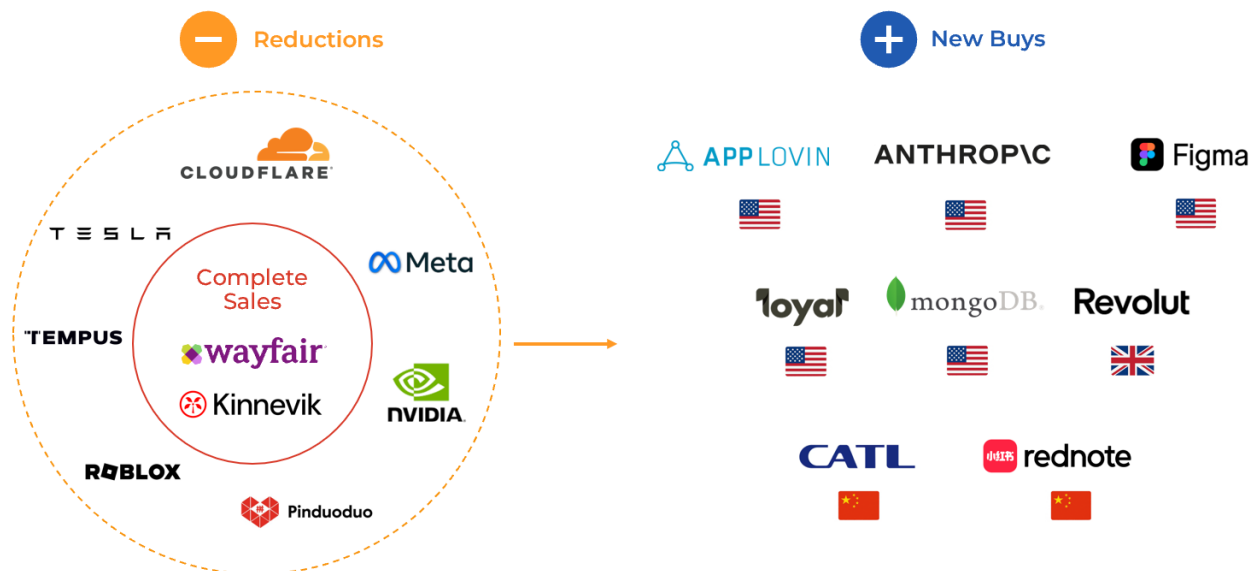 Reductions
New Buys
CLOUDFLARE
TESLA
Meta
Complete
Sales
TEMPUS
wayfair
Kinnevik
NVIDIA.
ROBLOX
Pinduoduo
APPLOVIN
ANTHROP\C
Figma
loyal
mongoDB
Revolut
CATL
小红书 rednote